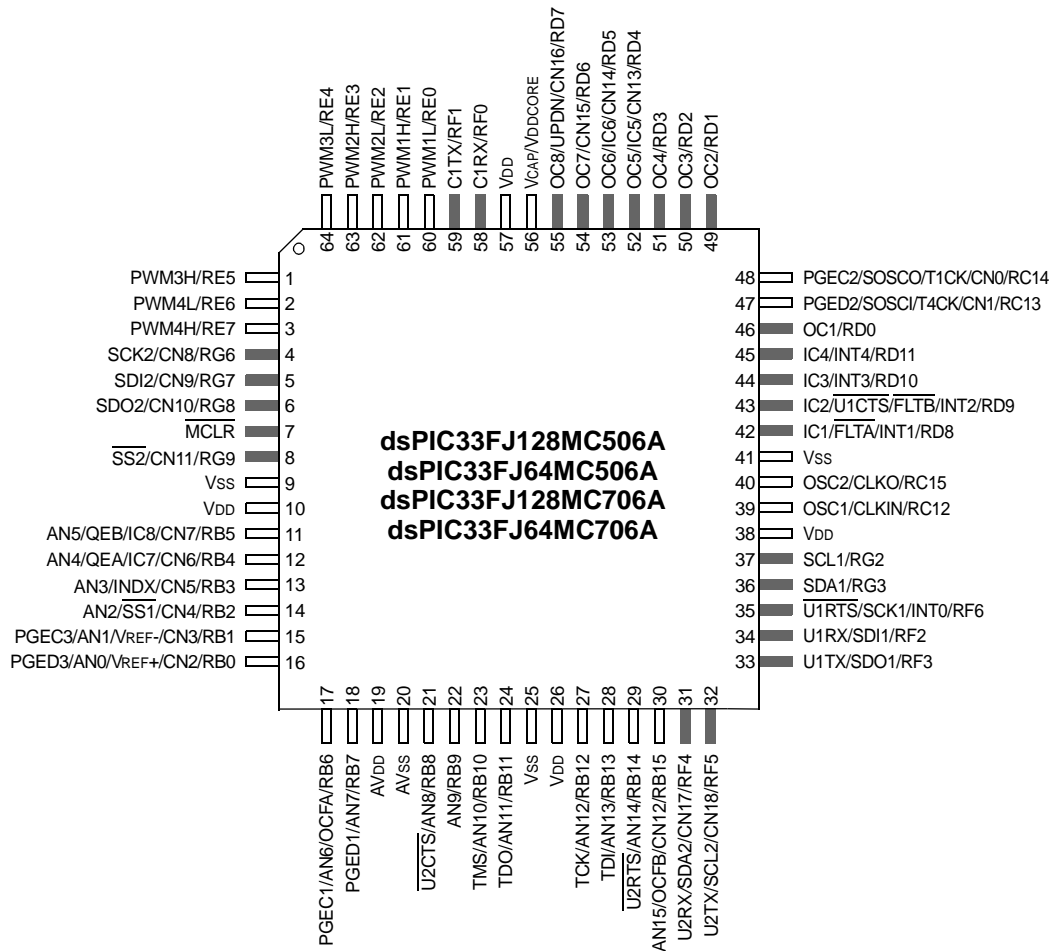 PWM3L/RE4
PWM2H/RE3
PWM2L/RE2
PWM1H/RE1
PWM1L/RE0
C1TX/RF1
C1RX/RF0
VDD
VCAP/VDDCORE
OC8/UPDN/CN16/RD7
OC7/CN15/RD6
OC6/IC6/CN14/RD5
OC5/IC5/CN13/RD4
OC4/RD3
OC3/RD2
OC2/RD1
64 63 62 61 60 59 58 57 56 55 54 53 52 51 50 49
PWM3H/RE5 1
PWM4L/RE6 2
PWM4H/RE7 3
SCK2/CN8/RG6 4
SDI2/CN9/RG7 5
SDO2/CN10/RG8 6
MCLR 7
SS2/CN11/RG9 8
VSS 9
VDD 10
AN5/QEB/IC8/CN7/RB5 11
AN4/QEA/IC7/CN6/RB4 12
AN3/INDX/CN5/RB3 13
AN2/SS1/CN4/RB2 14
PGEC3/AN1/VREF-/CN3/RB1 15
PGED3/AN0/VREF+/CN2/RB0 16
dsPIC33FJ128MC506A
dsPIC33FJ64MC506A
dsPIC33FJ128MC706A
dsPIC33FJ64MC706A
48 PGEC2/SOSCO/T1CK/CN0/RC14
47 PGED2/SOSCI/T4CK/CN1/RC13
46 OC1/RD0
45 IC4/INT4/RD11
44 IC3/INT3/RD10
43 IC2/U1CTS/FLTB/INT2/RD9
42 IC1/FLTA/INT1/RD8
41 VSS
40 OSC2/CLKO/RC15
39 OSC1/CLKIN/RC12
38 VDD
37 SCL1/RG2
36 SDA1/RG3
35 U1RTS/SCK1/INT0/RF6
34 U1RX/SDI1/RF2
33 U1TX/SDO1/RF3
17 18 19 20 21 22 23 24 25 26 27 28 29 30 31 32
PGEC1/AN6/OCFA/RB6
PGED1/AN7/RB7
AVDD
AVSS
U2CTS/AN8/RB8
AN9/RB9
TMS/AN10/RB10
TDO/AN11/RB11
VSS
VDD
TCK/AN12/RB12
TDI/AN13/RB13
U2RTS/AN14/RB14
AN15/OCFB/CN12/RB15
U2RX/SDA2/CN17/RF4
U2TX/SCL2/CN18/RF5